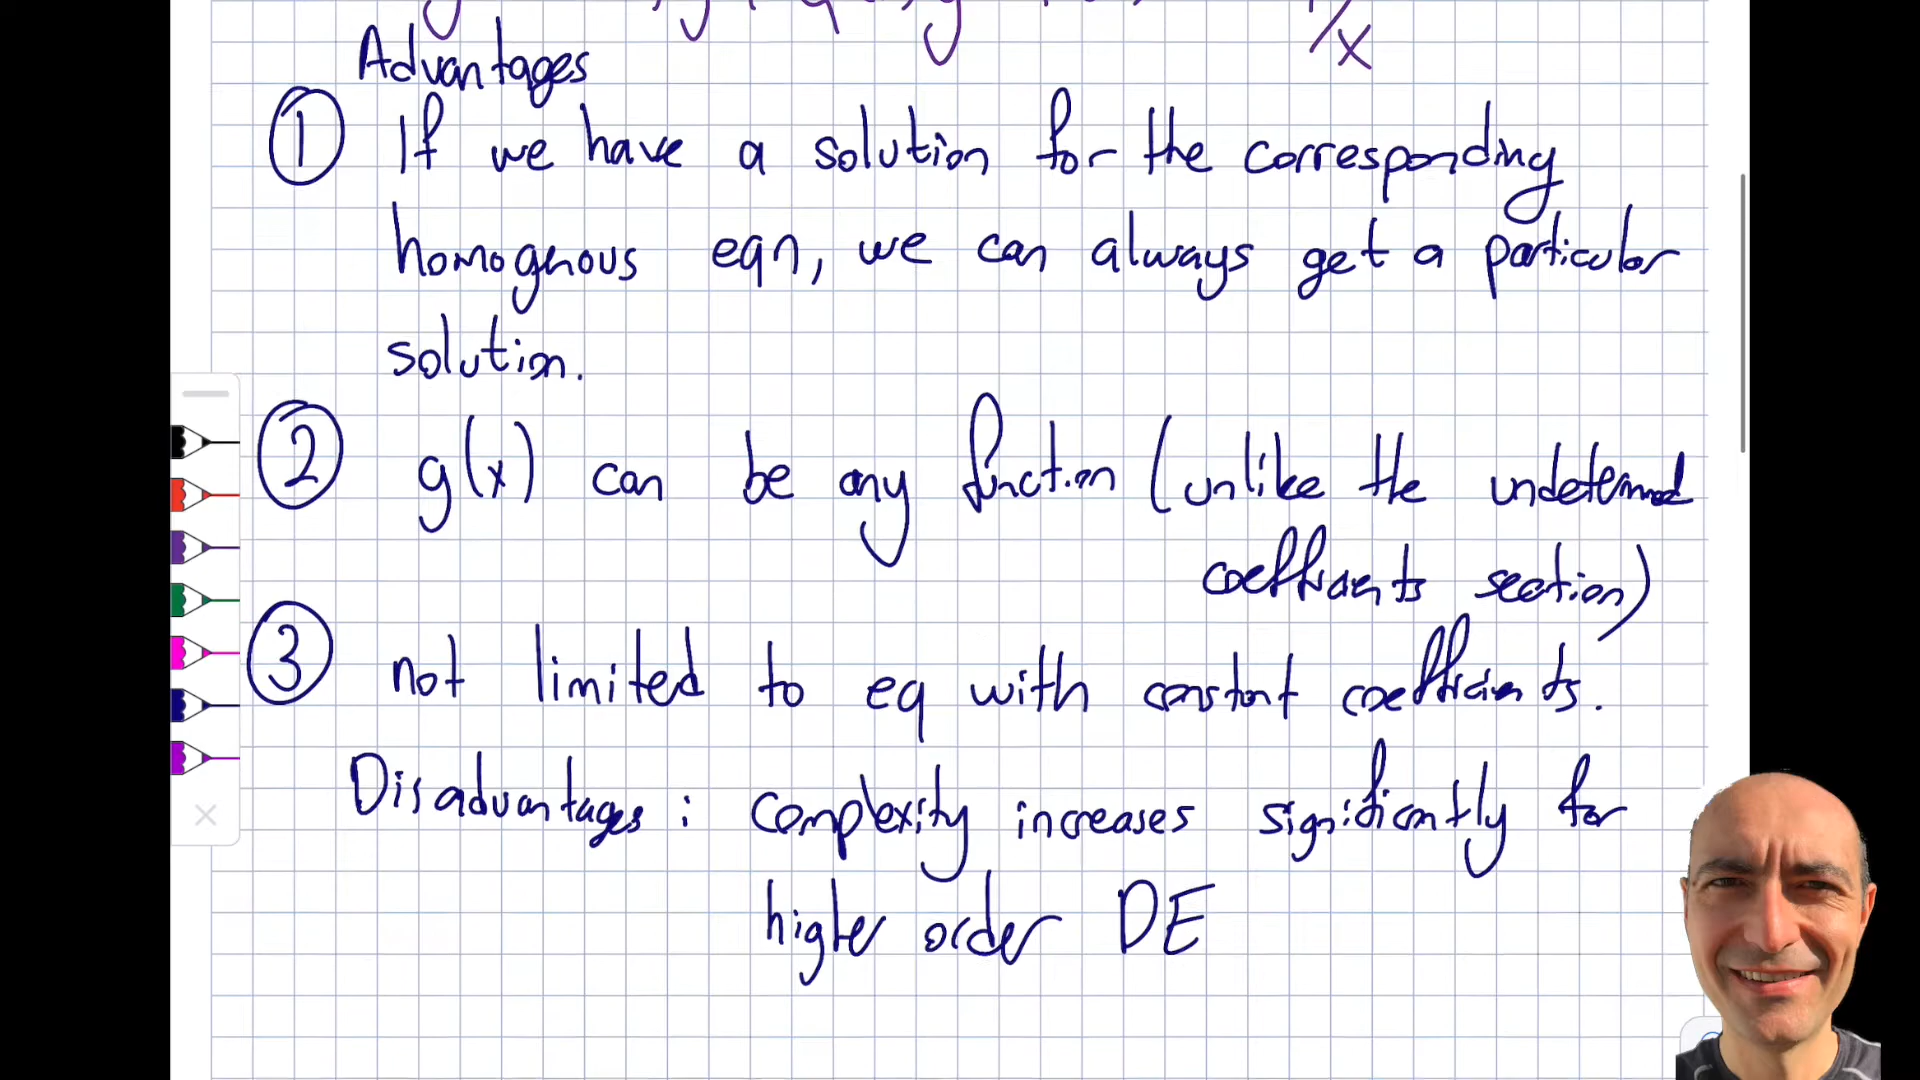 Advantages
① If we have a solution for the corresponding
homogenous eqn, we can always get a particular
solution.
② g(x) can be any function (unlike the undetermined
coefficients section)
③ not limited to eq with constant coefficients.
Disadvantages : complexity increases significantly for
higher order DE